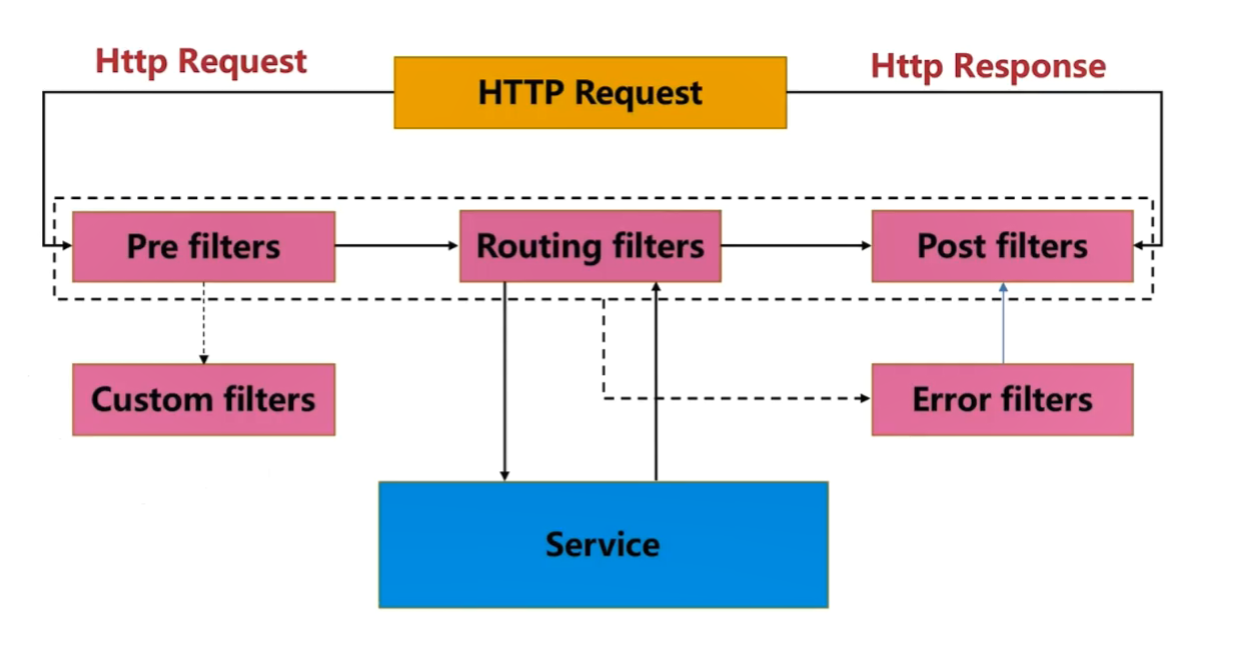 Http Request
HTTP Request
Http Response
Pre filters
Routing filters
Post filters
Custom filters
Error filters
Service